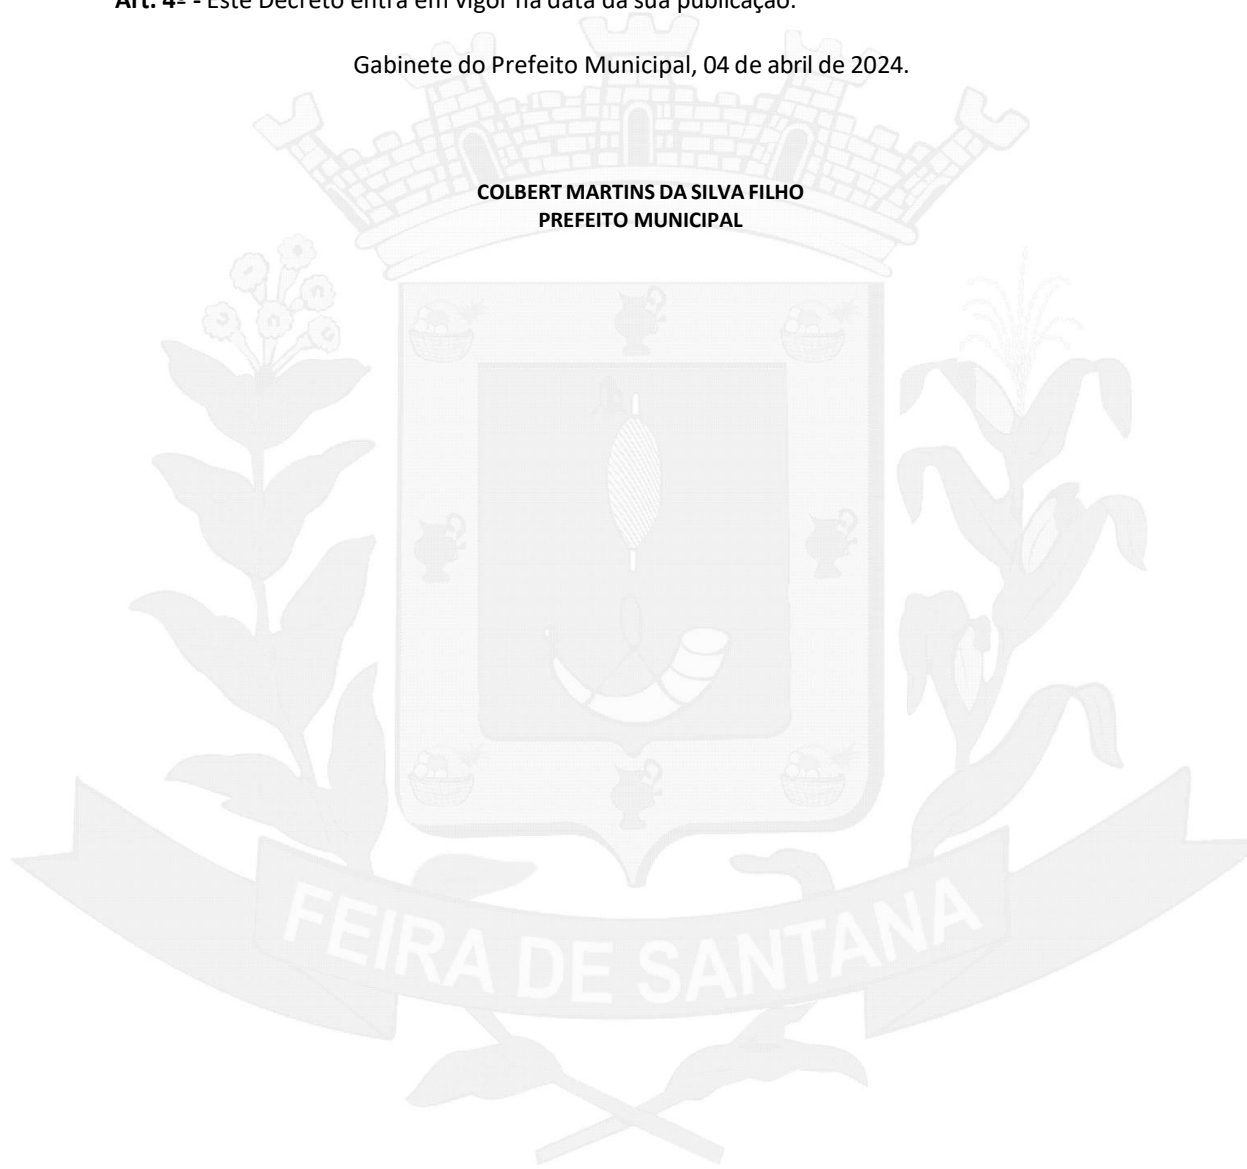 Art. 4º - Este Decreto entra em vigor na data da sua publicação.
Gabinete do Prefeito Municipal, 04 de abril de 2024.
COLBERT MARTINS DA SILVA FILHO
PREFEITO MUNICIPAL
FEIRA DE SANTANA